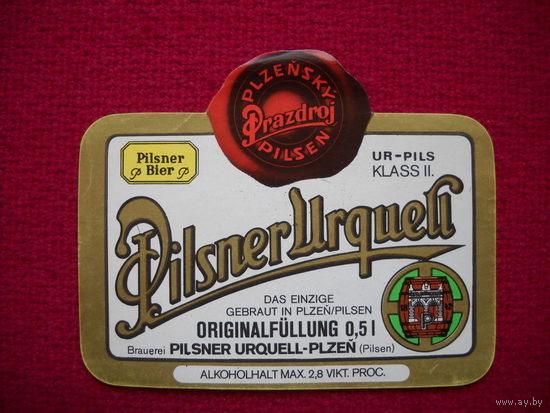 PLZEŇSKÝ
Prazdroj
PILSEN
Pilsner
P Bier P
UR-PILS
KLASS II.
Pilsner Urquell
DAS EINZIGE
GEBRAUT IN PLZEŇ/PILSEN
ORIGINALFÜLLUNG 0,5 l
Brauerei PILSNER URQUELL-PLZEŇ (Pilsen)
ALKOHOLHALT MAX. 2,8 VIKT. PROC.
https://www.ay.by